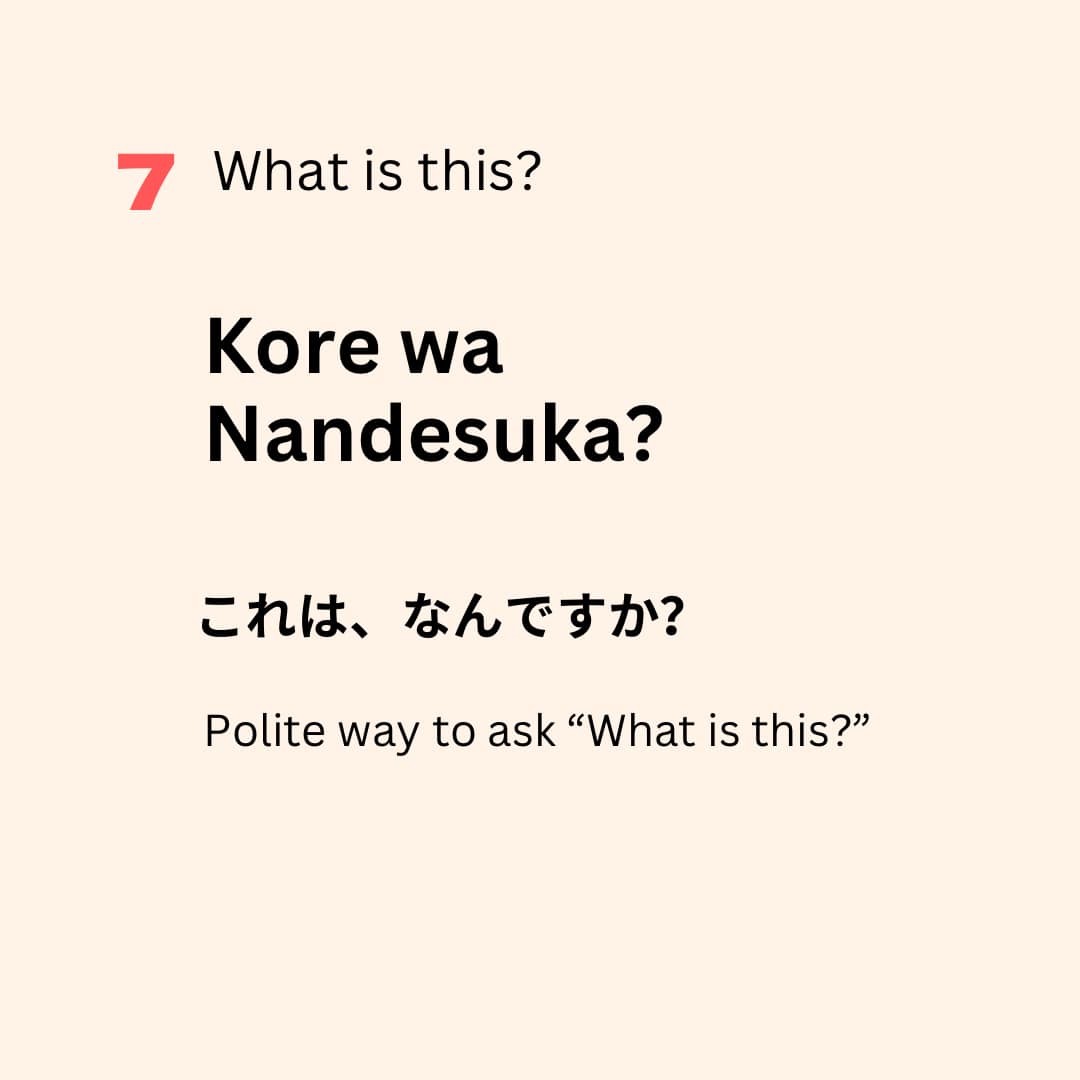 7 What is this?
Kore wa
Nandesuka?
これは、なんですか?
Polite way to ask “What is this?”